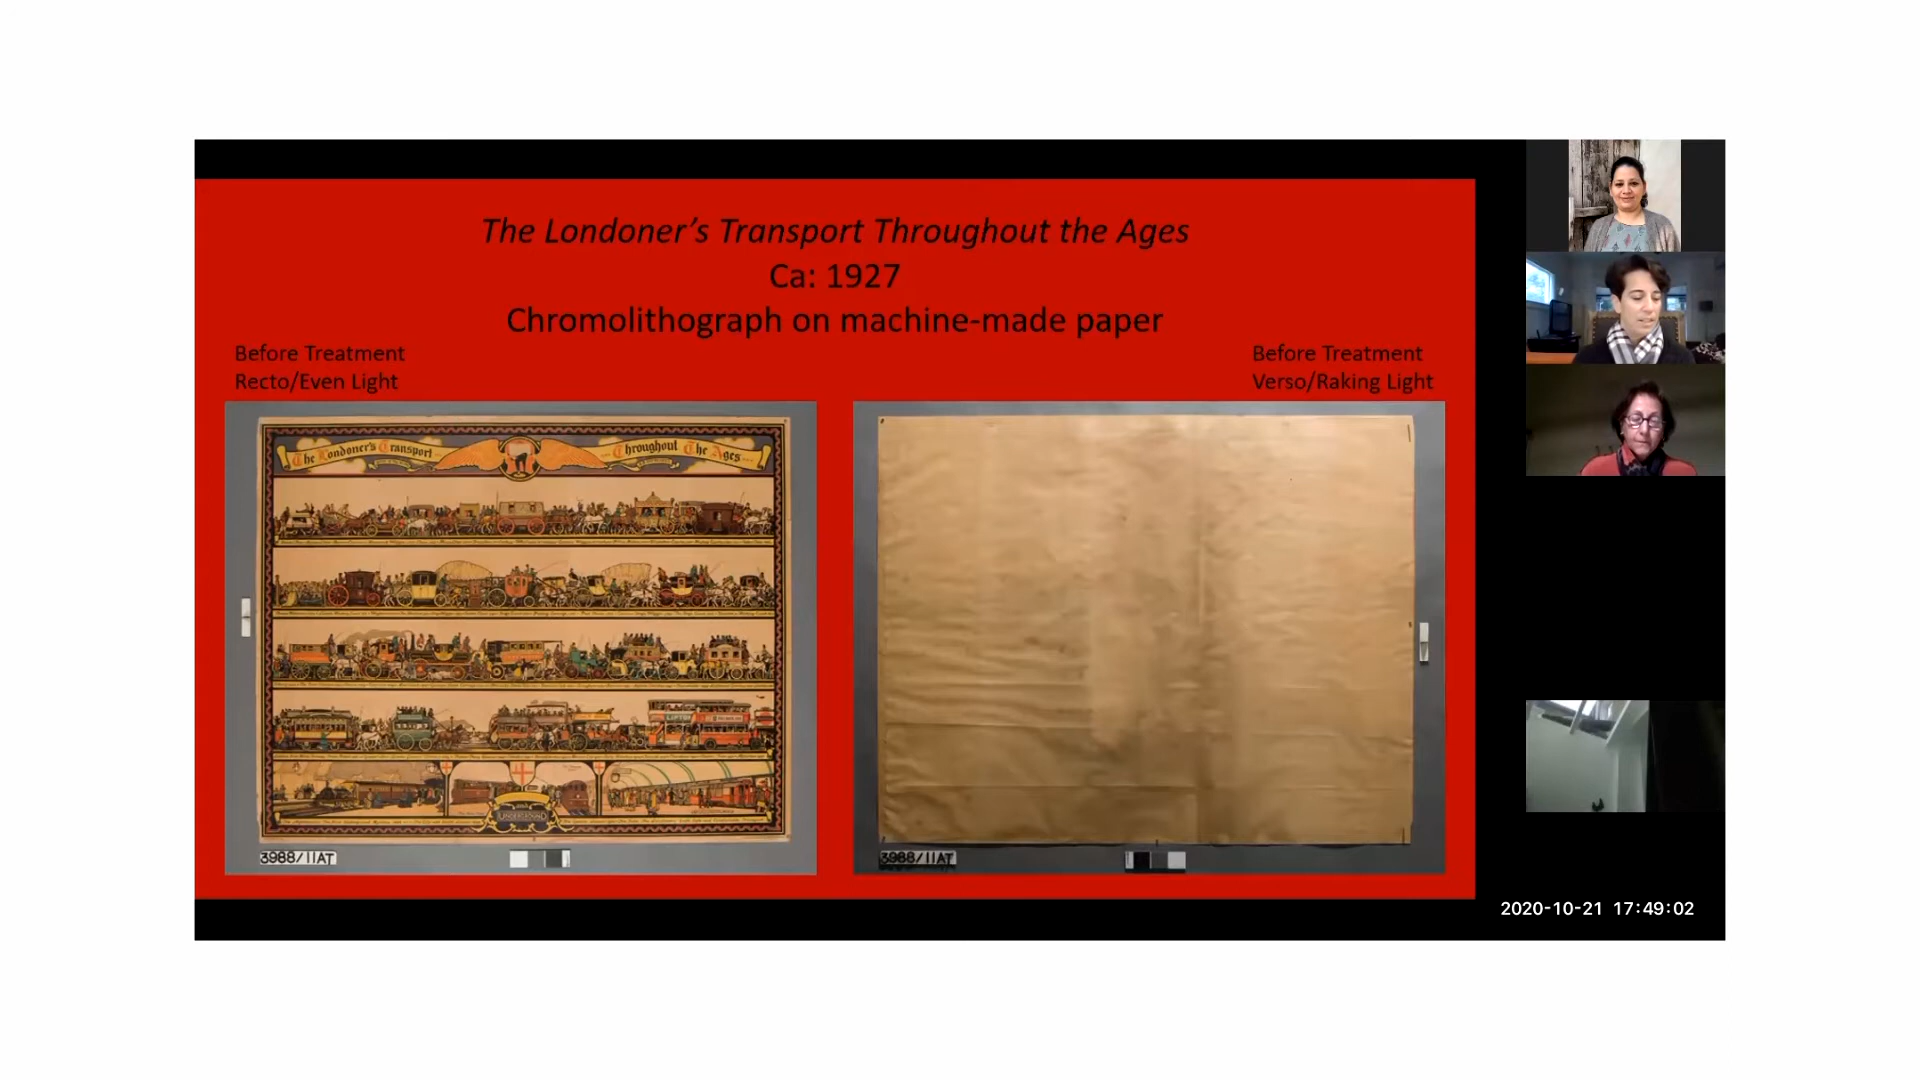 The Londoner's Transport Throughout the Ages
Ca: 1927
Chromolithograph on machine-made paper
Before Treatment
Recto/Even Light
Before Treatment
Verso/Raking Light
The Londoner's Transport
Throughout The Ages
LIPTON
UNDERGROUND
3988/11AT
3988/11AT
2020-10-21 17:49:02